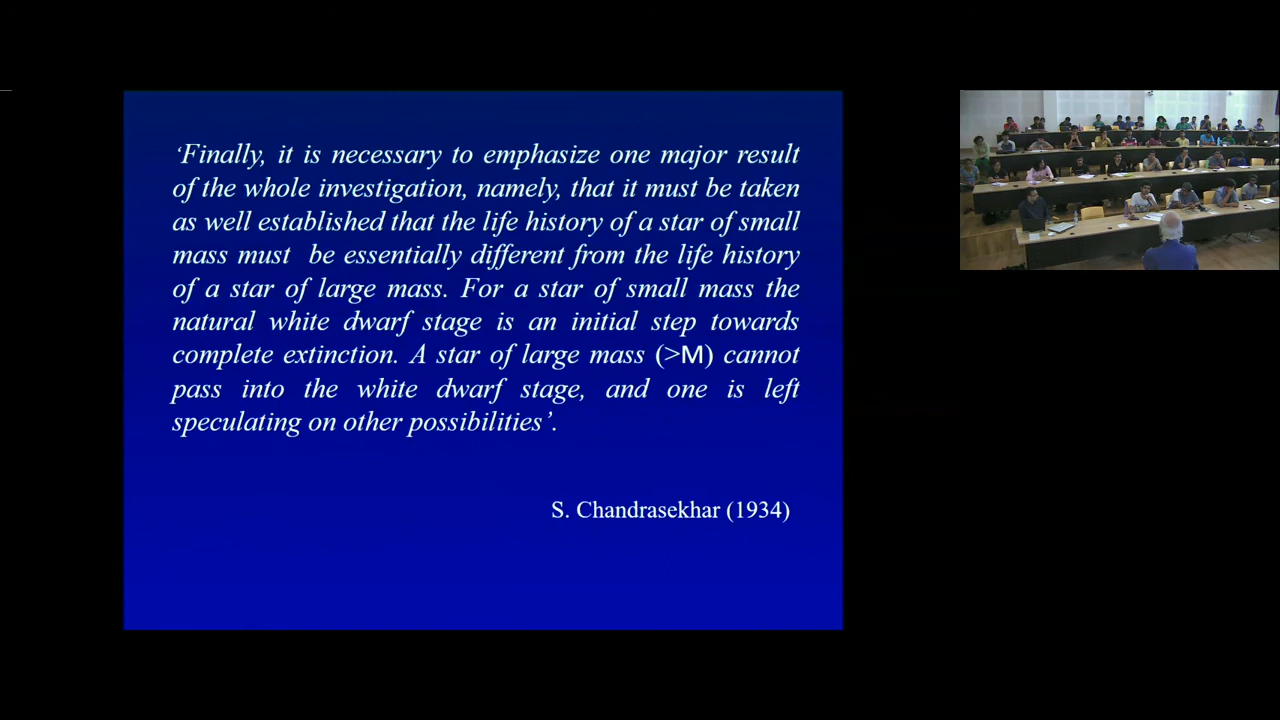 ‘Finally, it is necessary to emphasize one major result
of the whole investigation, namely, that it must be taken
as well established that the life history of a star of small
mass must be essentially different from the life history
of a star of large mass. For a star of small mass the
natural white dwarf stage is an initial step towards
complete extinction. A star of large mass (>M) cannot
pass into the white dwarf stage, and one is left
speculating on other possibilities’.
S. Chandrasekhar (1934)